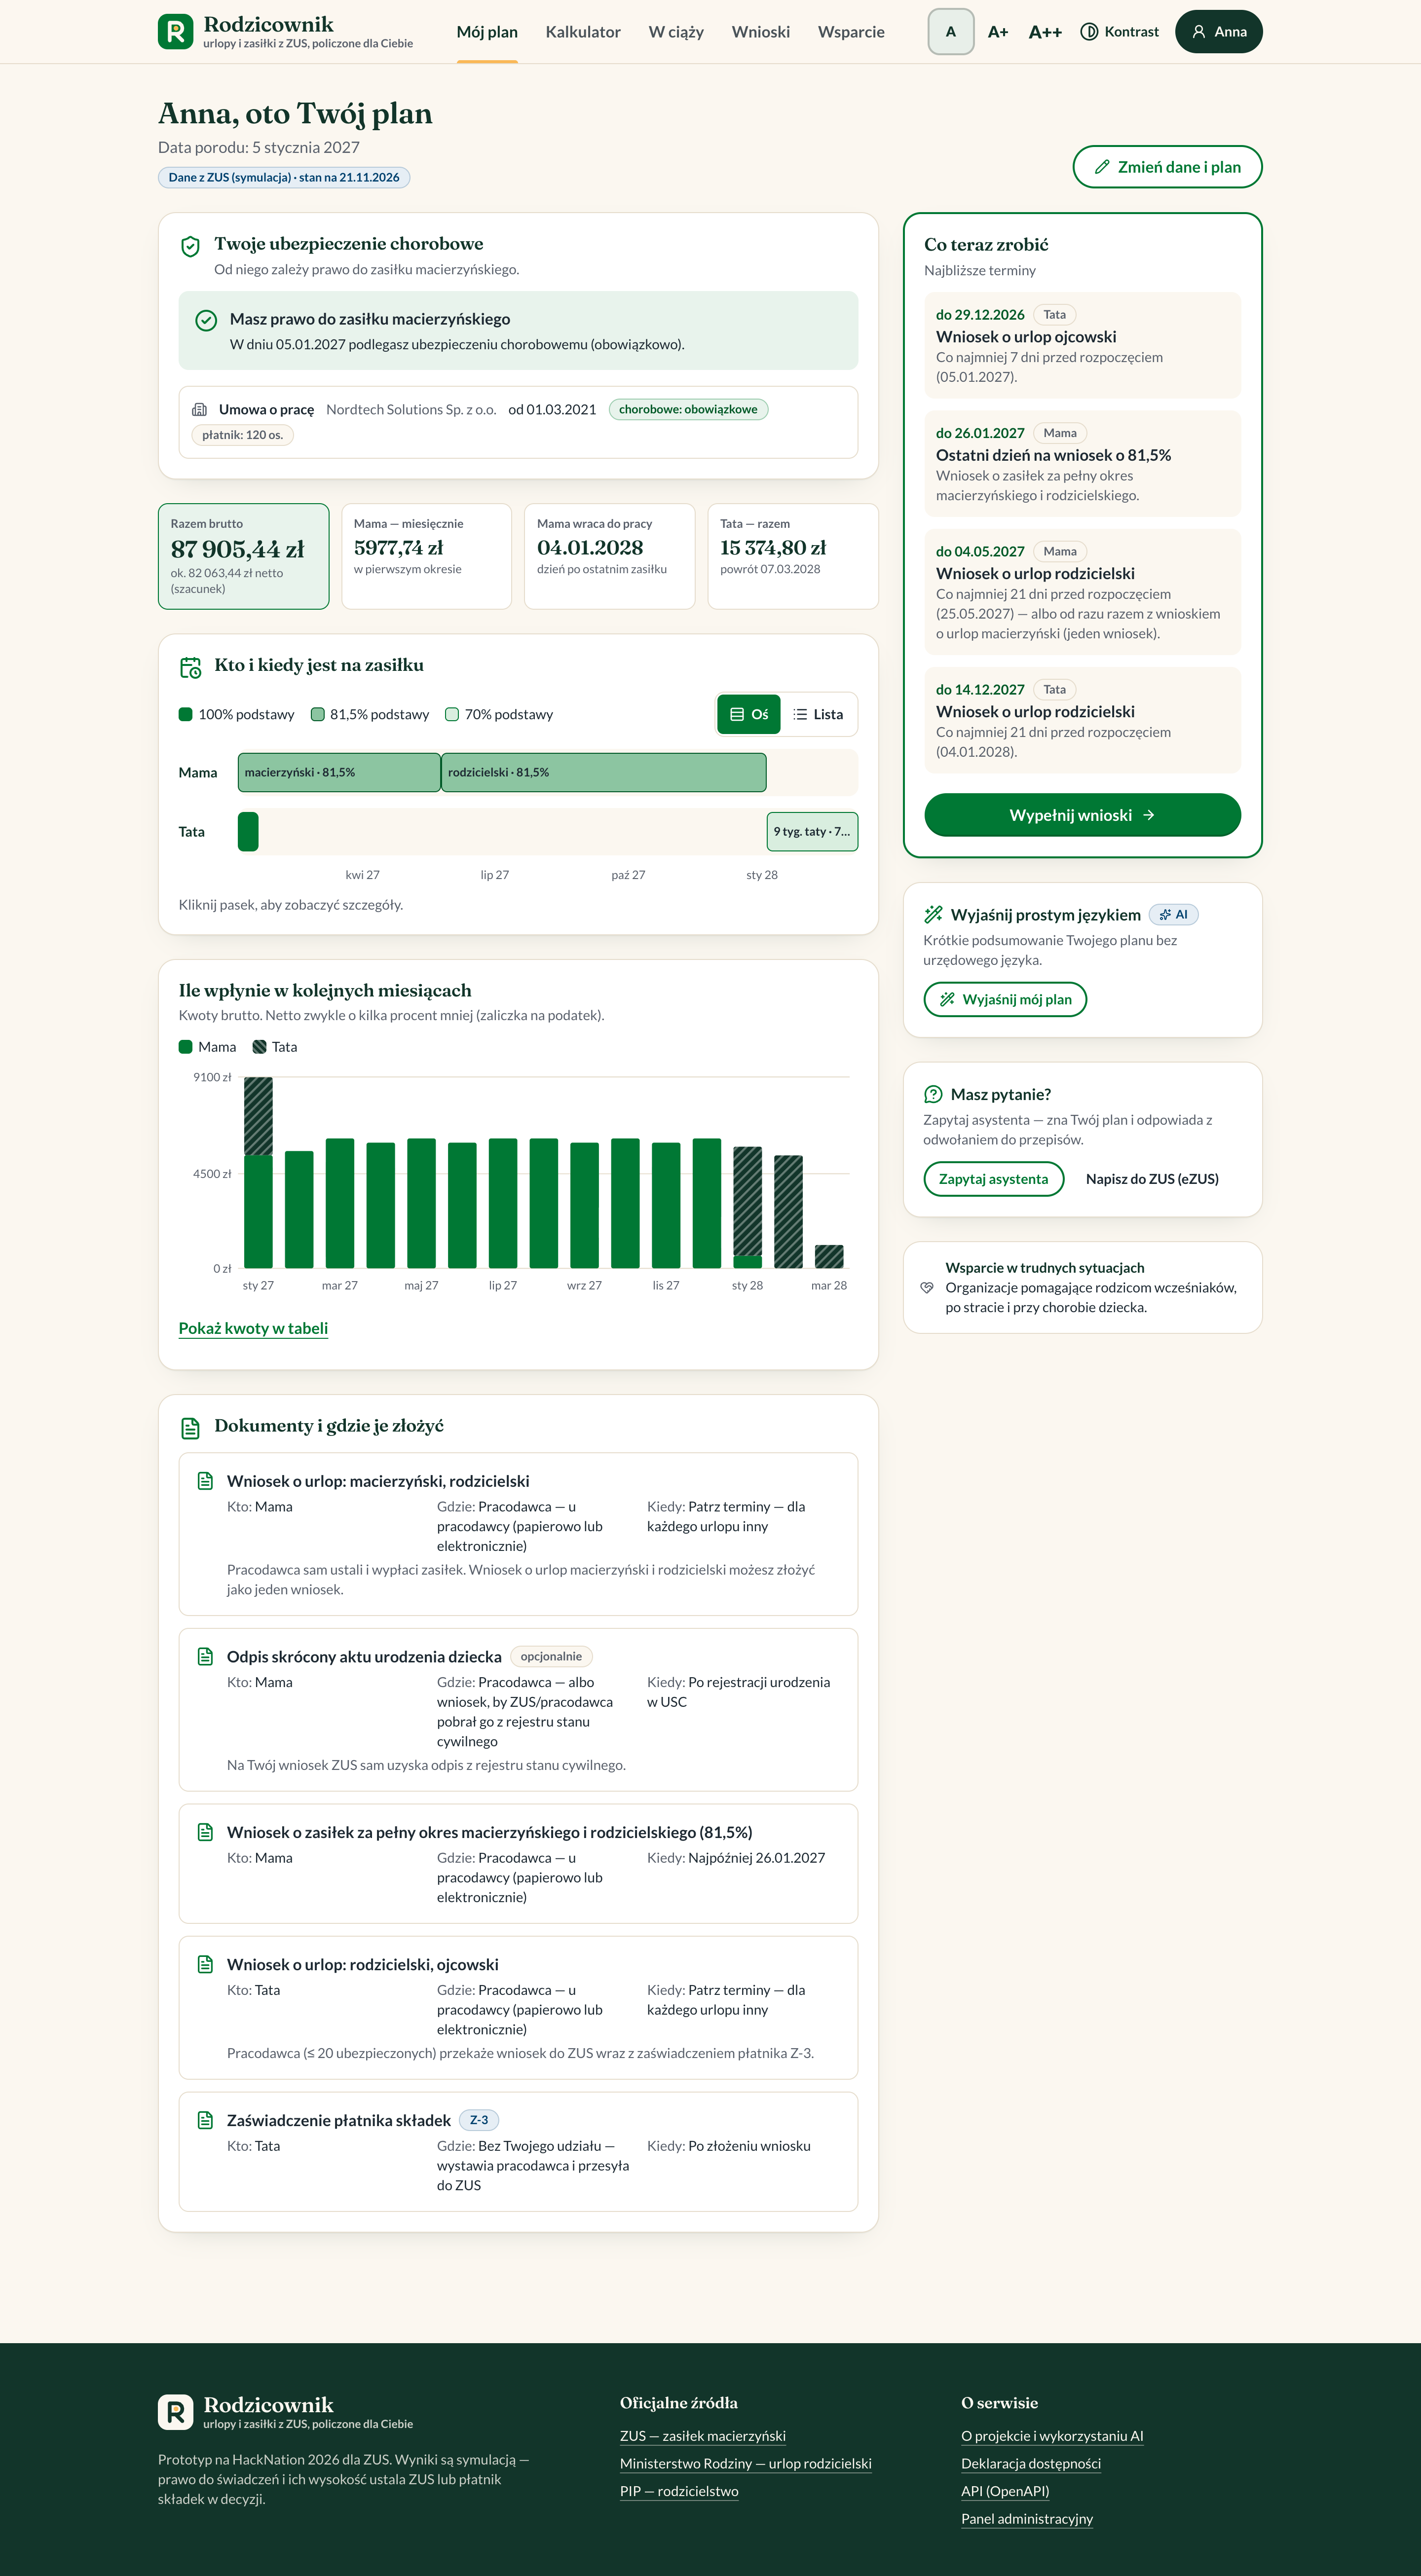 Rodzicownik
urlopy i zasiłki z ZUS, policzone dla Ciebie
Mój plan
Kalkulator
W ciąży
Wnioski
Wsparcie
A
A+
A++
Kontrast
Anna
Anna, oto Twój plan
Data porodu: 5 stycznia 2027
Dane z ZUS (symulacja) · stan na 21.11.2026
Zmień dane i plan
Twoje ubezpieczenie chorobowe
Od niego zależy prawo do zasiłku macierzyńskiego.
Masz prawo do zasiłku macierzyńskiego
W dniu 05.01.2027 podlegasz ubezpieczeniu chorobowemu (obowiązkowo).
Umowa o pracę Nordtech Solutions Sp. z o.o. od 01.03.2021 chorobowe: obowiązkowe
płatnik: 120 os.
Razem brutto
87 905,44 zł
ok. 82 063,44 zł netto
(szacunek)
Mama — miesięcznie
5977,74 zł
w pierwszym okresie
Mama wraca do pracy
04.01.2028
dzień po ostatnim zasiłku
Tata — razem
15 374,80 zł
powrót 07.03.2028
Kto i kiedy jest na zasiłku
100% podstawy
81,5% podstawy
70% podstawy
Oś
Lista
Mama
macierzyński · 81,5%
rodzicielski · 81,5%
Tata
9 tyg. taty · 7...
kwi 27
lip 27
paź 27
sty 28
Kliknij pasek, aby zobaczyć szczegóły.
Ile wpłynie w kolejnych miesiącach
Kwoty brutto. Netto zwykle o kilka procent mniej (zaliczka na podatek).
Mama
Tata
9100 zł
4500 zł
0 zł
sty 27
mar 27
maj 27
lip 27
wrz 27
lis 27
sty 28
mar 28
Pokaż kwoty w tabeli
Dokumenty i gdzie je złożyć
Wniosek o urlop: macierzyński, rodzicielski
Kto: Mama
Gdzie: Pracodawca — u
pracodawcy (papierowo lub
elektronicznie)
Kiedy: Patrz terminy — dla
każdego urlopu inny
Pracodawca sam ustali i wypłaci zasiłek. Wniosek o urlop macierzyński i rodzicielski możesz złożyć
jako jeden wniosek.
Odpis skrócony aktu urodzenia dziecka
opcjonalnie
Kto: Mama
Gdzie: Pracodawca — albo
wniosek, by ZUS/pracodawca
pobrał go z rejestru stanu
cywilnego
Kiedy: Po rejestracji urodzenia
w USC
Na Twój wniosek ZUS sam uzyska odpis z rejestru stanu cywilnego.
Wniosek o zasiłek za pełny okres macierzyńskiego i rodzicielskiego (81,5%)
Kto: Mama
Gdzie: Pracodawca — u
pracodawcy (papierowo lub
elektronicznie)
Kiedy: Najpóźniej 26.01.2027
Wniosek o urlop: rodzicielski, ojcowski
Kto: Tata
Gdzie: Pracodawca — u
pracodawcy (papierowo lub
elektronicznie)
Kiedy: Patrz terminy — dla
każdego urlopu inny
Pracodawca (≤ 20 ubezpieczonych) przekaże wniosek do ZUS wraz z zaświadczeniem płatnika Z-3.
Zaświadczenie płatnika składek
Z-3
Kto: Tata
Gdzie: Bez Twojego udziału —
wystawia pracodawca i przesyła
do ZUS
Kiedy: Po złożeniu wniosku
Co teraz zrobić
Najbliższe terminy
do 29.12.2026 Tata
Wniosek o urlop ojcowski
Co najmniej 7 dni przed rozpoczęciem
(05.01.2027).
do 26.01.2027 Mama
Ostatni dzień na wniosek o 81,5%
Wniosek o zasiłek za pełny okres
macierzyńskiego i rodzicielskiego.
do 04.05.2027 Mama
Wniosek o urlop rodzicielski
Co najmniej 21 dni przed rozpoczęciem
(25.05.2027) — albo od razu razem z wnioskiem
o urlop macierzyński (jeden wniosek).
do 14.12.2027 Tata
Wniosek o urlop rodzicielski
Co najmniej 21 dni przed rozpoczęciem
(04.01.2028).
Wypełnij wnioski
Wyjaśnij prostym językiem
AI
Krótkie podsumowanie Twojego planu bez
urzędowego języka.
Wyjaśnij mój plan
Masz pytanie?
Zapytaj asystenta — zna Twój plan i odpowiada z
odwołaniem do przepisów.
Zapytaj asystenta
Napisz do ZUS (eZUS)
Wsparcie w trudnych sytuacjach
Organizacje pomagające rodzicom wcześniaków,
po stracie i przy chorobie dziecka.
Rodzicownik
urlopy i zasiłki z ZUS, policzone dla Ciebie
Prototyp na HackNation 2026 dla ZUS. Wyniki są symulacją —
prawo do świadczeń i ich wysokość ustala ZUS lub płatnik
składek w decyzji.
Oficjalne źródła
ZUS — zasiłek macierzyński
Ministerstwo Rodziny — urlop rodzicielski
PIP — rodzicielstwo
O serwisie
O projekcie i wykorzystaniu AI
Deklaracja dostępności
API (OpenAPI)
Panel administracyjny